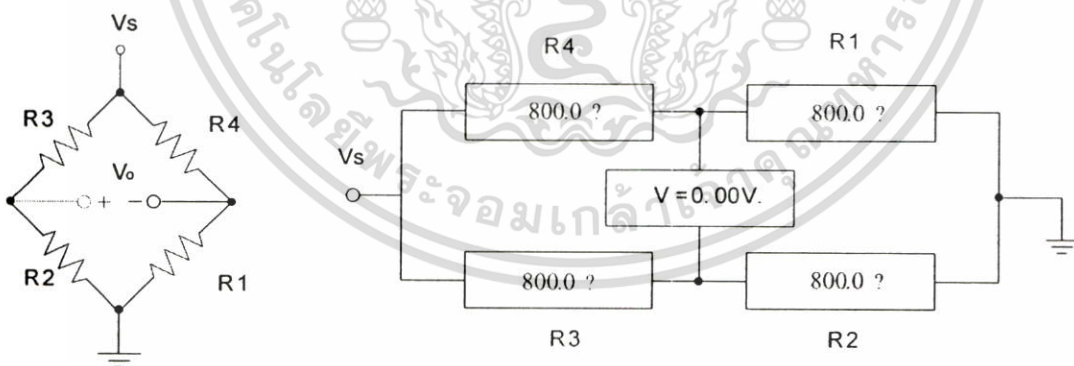 Vs
R3
R4
Vo
+ −
R2
R1
R4
R1
800.0 ?
800.0 ?
Vs
V = 0.00V.
800.0 ?
800.0 ?
R3
R2